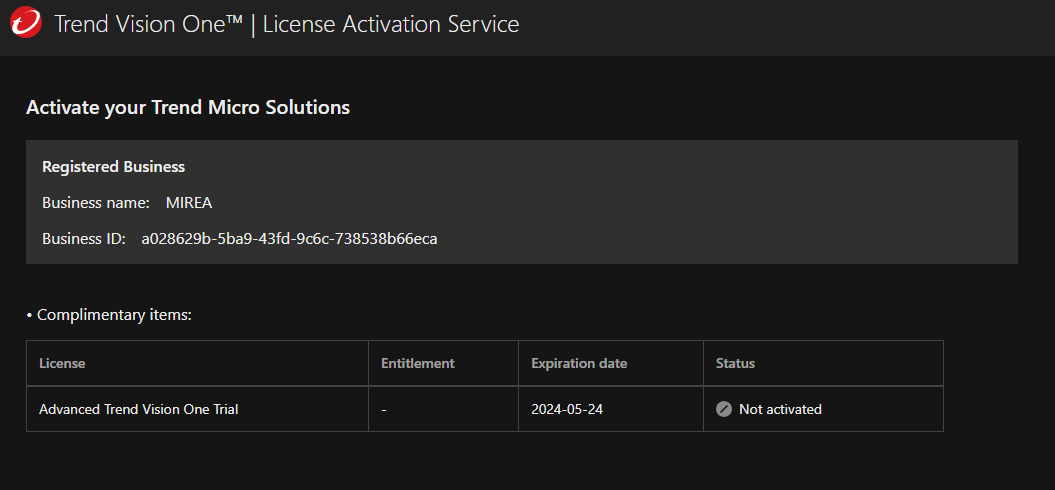 Trend Vision One™ | License Activation Service
Activate your Trend Micro Solutions
Registered Business
Business name: MIREA
Business ID: a028629b-5ba9-43fd-9c6c-738538b66eca
• Complimentary items:
License Entitlement Expiration date Status
Advanced Trend Vision One Trial - 2024-05-24 Not activated